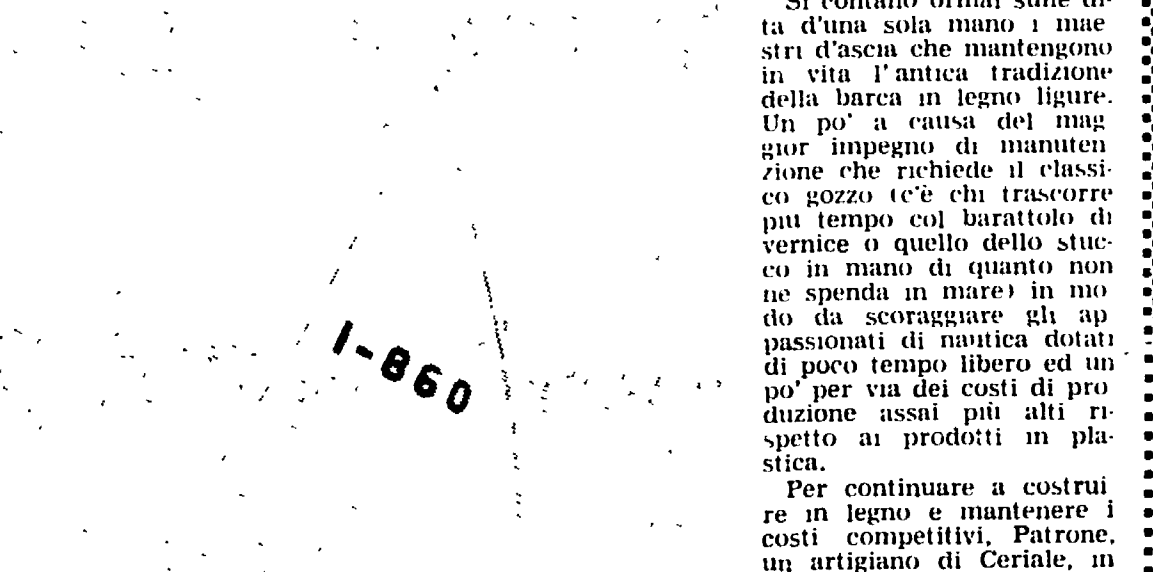 I-860
Si contano ormai sulle di-
ta d'una sola mano i mae
stri d'ascia che mantengono
in vita l'antica tradizione
della barca in legno ligure.
Un po' a causa del mag
gior impegno di manuten
zione che richiede il classi-
co gozzo (c'è chi trascorre
più tempo col barattolo di
vernice o quello dello stuc-
co in mano di quanto non
ne spenda in mare) in mo
do da scoraggiare gli ap
passionati di nautica dotati
di poco tempo libero ed un
po' per via dei costi di pro
duzione assai più alti ri-
spetto ai prodotti in pla-
stica.
Per continuare a costrui
re in legno e mantenere i
costi competitivi, Patrone,
un artigiano di Ceriale, in